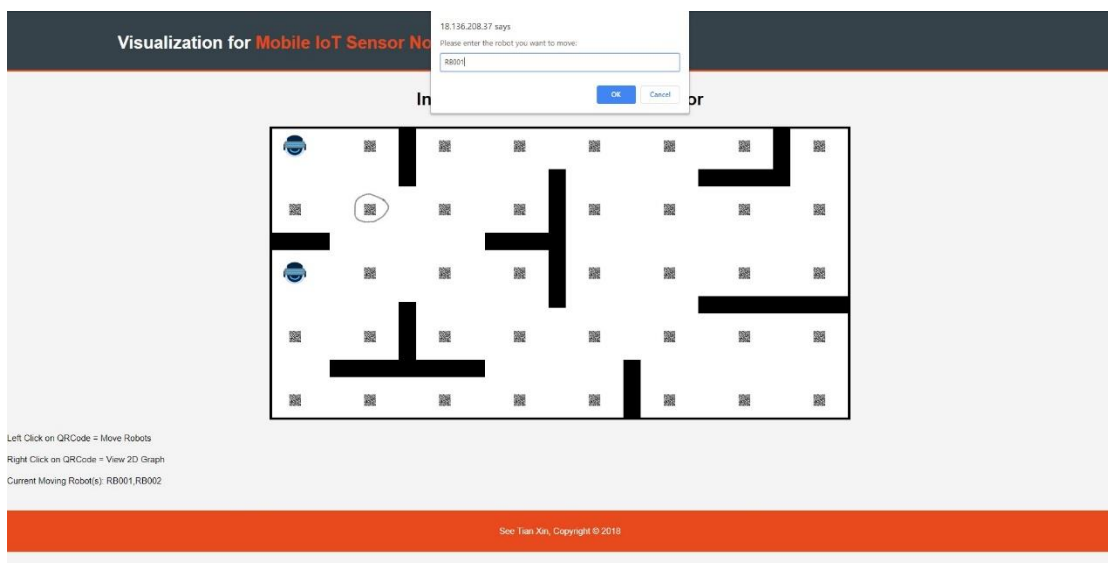 18.136.208.37 says
Please enter the robot you want to move:
RB001
OK Cancel
Visualization for Mobile IoT Sensor No
In
or
Left Click on QRCode = Move Robots
Right Click on QRCode = View 2D Graph
Current Moving Robot(s): RB001,RB002
See Tian Xin, Copyright © 2018